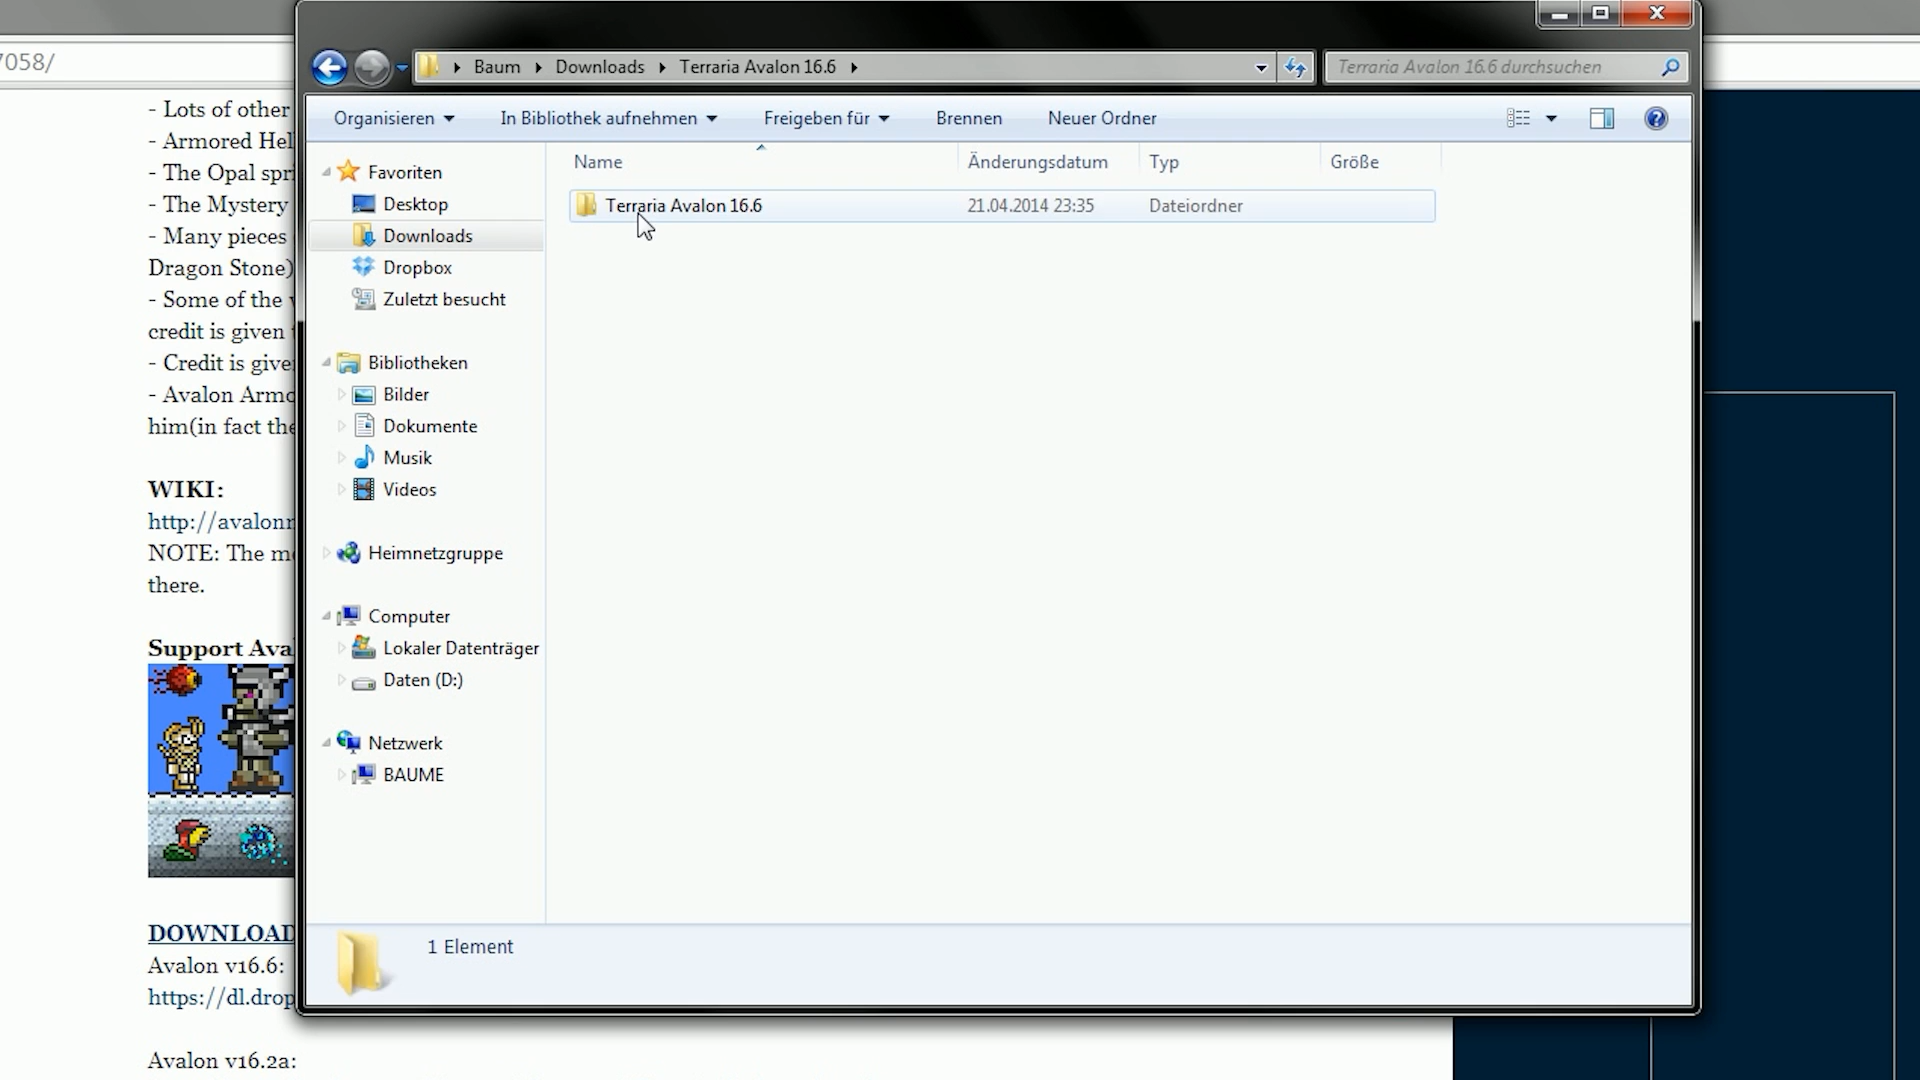 7058/
- Lots of other
- Armored Hel
- The Opal spri
- The Mystery
- Many pieces
Dragon Stone)
- Some of the
credit is given
- Credit is give
- Avalon Armo
him(in fact the
WIKI:
http://avalonn
NOTE: The mo
there.
Support Ava
DOWNLOAD
Avalon v16.6:
https://dl.drop
Avalon v16.2a:
Baum Downloads Terraria Avalon 16.6
Terraria Avalon 16.6 durchsuchen
Organisieren In Bibliothek aufnehmen Freigeben für Brennen Neuer Ordner
Favoriten
Desktop
Downloads
Dropbox
Zuletzt besucht
Bibliotheken
Bilder
Dokumente
Musik
Videos
Heimnetzgruppe
Computer
Lokaler Datenträger
Daten (D:)
Netzwerk
BAUME
Name Änderungsdatum Typ Größe
Terraria Avalon 16.6 21.04.2014 23:35 Dateiordner
1 Element